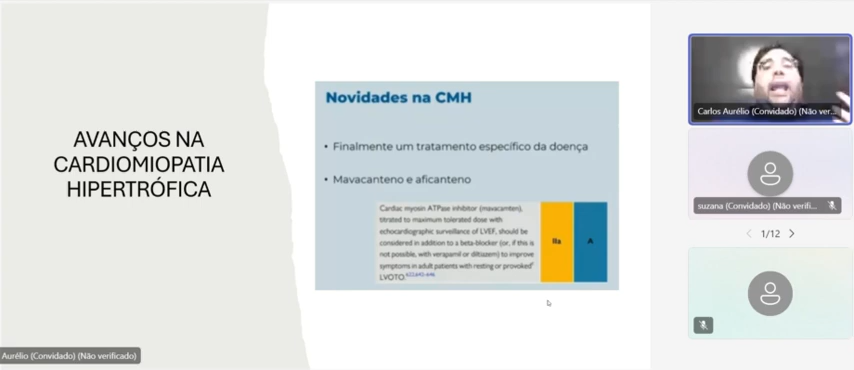 AVANÇOS NA
CARDIOMIOPATIA
HIPERTRÓFICA
Novidades na CMH
• Finalmente um tratamento específico da doença
• Mavacanteno e aficanteno
Cardiac myosin ATPase inhibitor (mavacamten),
titrated to maximum tolerated dose with
echocardiographic surveillance of LVEF, should be
considered in addition to a beta-blocker (or, if this is
not possible, with verapamil or diltiazem) to improve
symptoms in adult patients with resting or provoked
LVOTO.
IIa
A
Aurélio (Convidado) (Não verificado)
Carlos Aurélio (Convidado) (Não ver...
suzana (Convidado) (Não verifi...
1/12